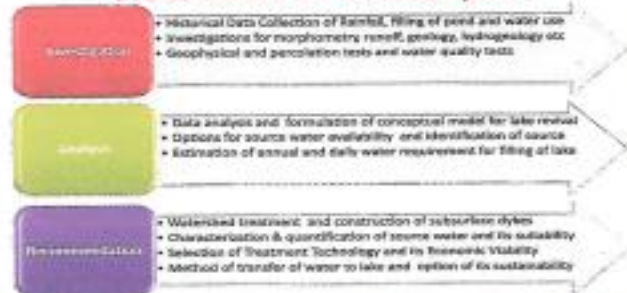 Investigation
• Historical Data Collection of Rainfall, filling of pond and water use
• Investigations for morphometry, runoff, geology, hydrogeology etc
• Geophysical and percolation tests and water quality tests
Analysis
• Data analysis and formulation of conceptual model for lake revival
• Options for source water availability and identification of source
• Estimation of annual and daily water requirement for filling of lake
Recommendations
• Watershed treatment and construction of subsurface dykes
• Characterization & quantification of source water and its suitability
• Selection of Treatment Technology and its Economic Viability
• Method of transfer of water to lake and option of its sustainability